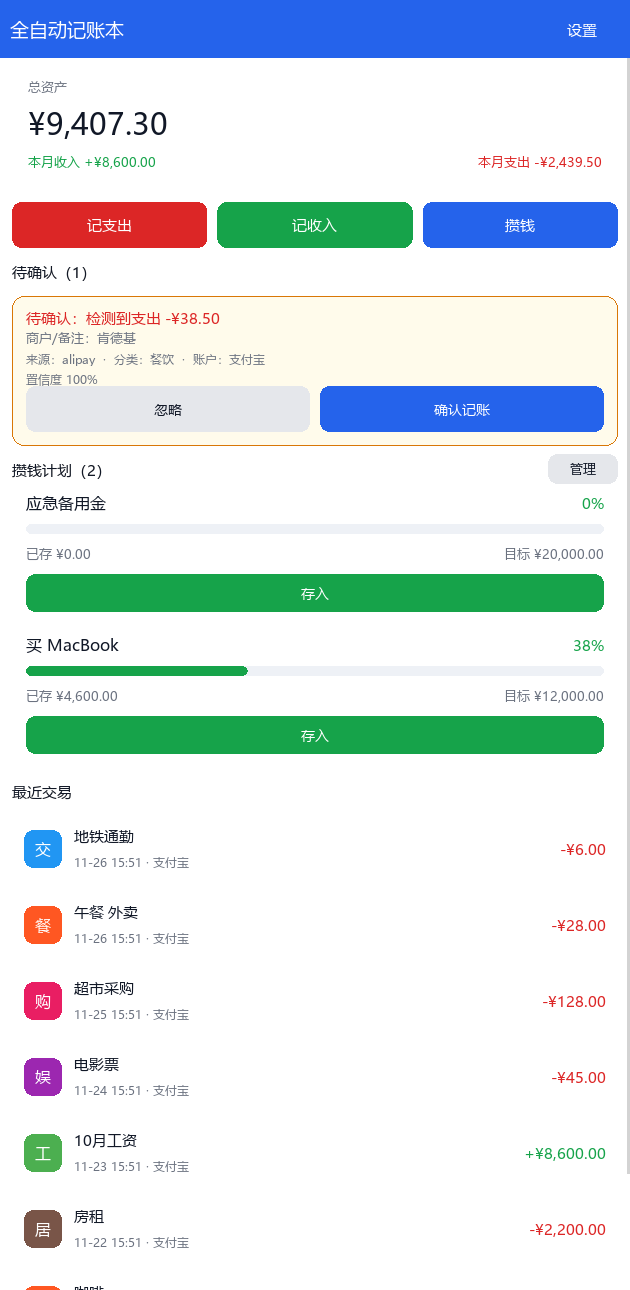 全自动记账本
设置
总资产
¥9,407.30
本月收入 +¥8,600.00
本月支出 -¥2,439.50
记支出
记收入
攒钱
待确认（1）
待确认：检测到支出 -¥38.50
商户/备注：肯德基
来源：alipay · 分类：餐饮 · 账户：支付宝
置信度 100%
忽略
确认记账
攒钱计划（2）
管理
应急备用金
0%
已存 ¥0.00
目标 ¥20,000.00
存入
买 MacBook
38%
已存 ¥4,600.00
目标 ¥12,000.00
存入
最近交易
交
地铁通勤
11-26 15:51 · 支付宝
-¥6.00
餐
午餐 外卖
11-26 15:51 · 支付宝
-¥28.00
购
超市采购
11-25 15:51 · 支付宝
-¥128.00
娱
电影票
11-24 15:51 · 支付宝
-¥45.00
工
10月工资
11-23 15:51 · 支付宝
+¥8,600.00
居
房租
11-22 15:51 · 支付宝
-¥2,200.00